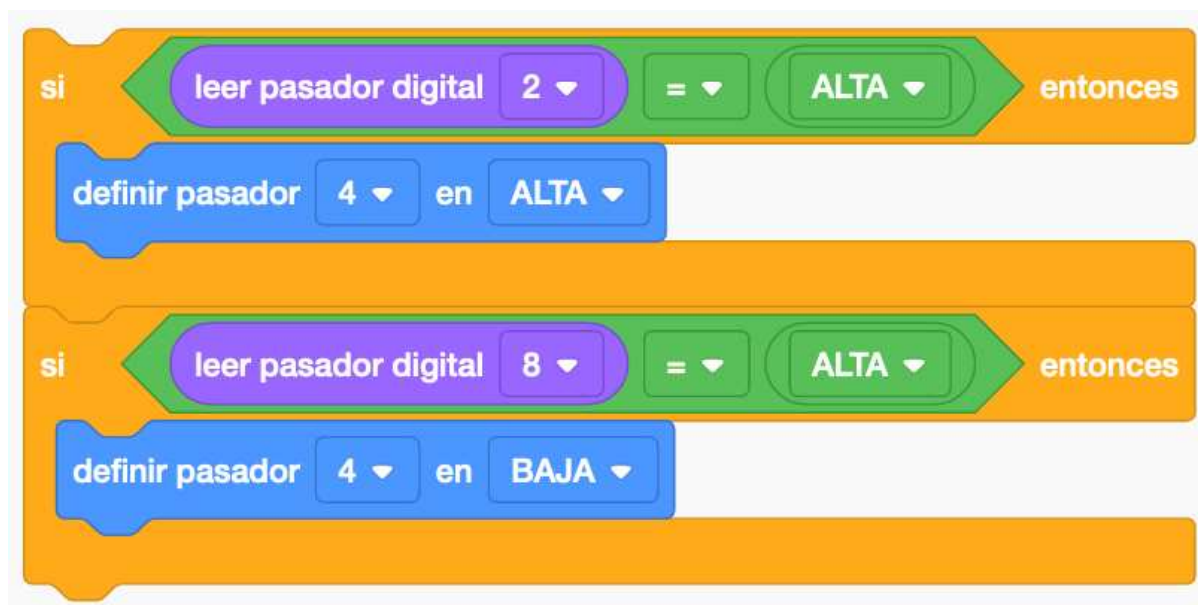 si leer pasador digital 2 = ALTA entonces
definir pasador 4 en ALTA
si leer pasador digital 8 = ALTA entonces
definir pasador 4 en BAJA